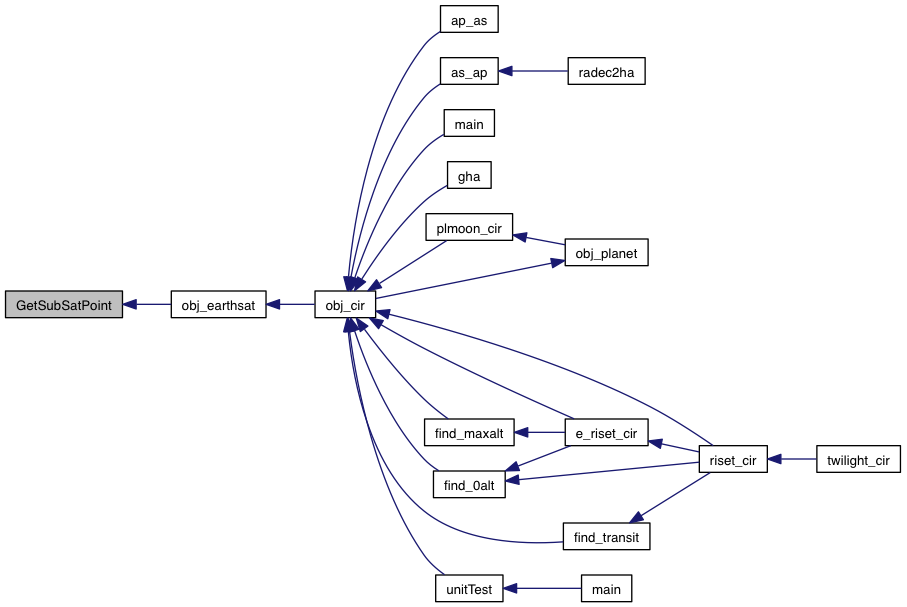 ap_as
as_ap
radec2ha
main
gha
plmoon_cir
obj_planet
GetSubSatPoint
obj_earthsat
obj_cir
find_maxalt
e_riset_cir
riset_cir
twilight_cir
find_0alt
find_transit
unitTest
main